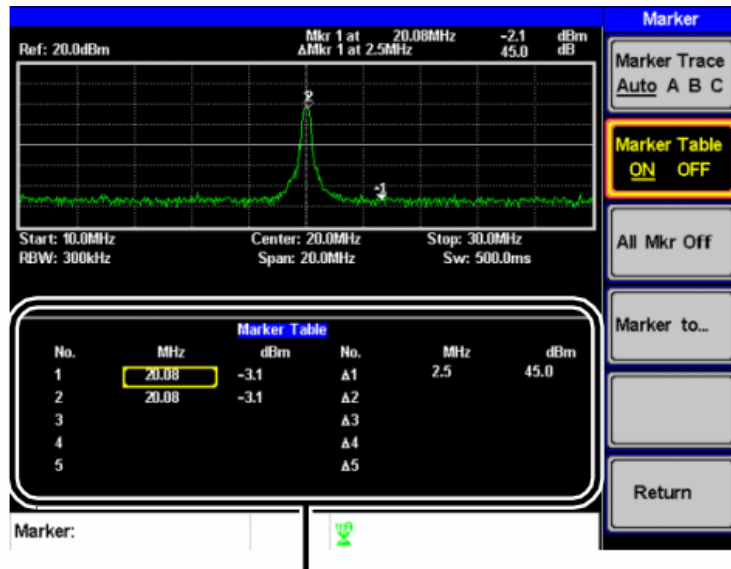 Marker
Mkr 1 at 20.08MHz -2.1 dBm
Ref: 20.0dBm ΔMkr 1 at 2.5MHz 45.0 dB
Marker Trace
Auto A B C
2
1
Marker Table
ON OFF
Start: 10.0MHz Center: 20.0MHz Stop: 30.0MHz
RBW: 300kHz Span: 20.0MHz Sw: 500.0ms
All Mkr Off
Marker to...
Marker Table
No. MHz dBm No. MHz dBm
1 20.08 -3.1 Δ1 2.5 45.0
2 20.08 -3.1 Δ2
3 Δ3
4 Δ4
5 Δ5
Return
Marker: